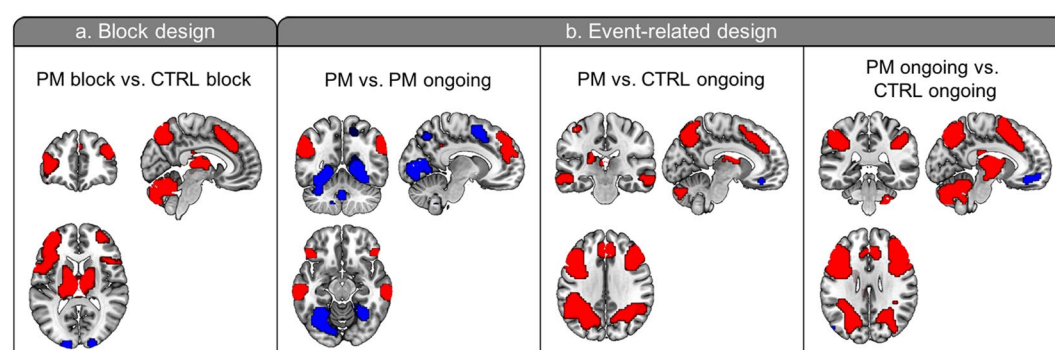 a. Block design
b. Event-related design
PM block vs. CTRL block
PM vs. PM ongoing
PM vs. CTRL ongoing
PM ongoing vs.
CTRL ongoing